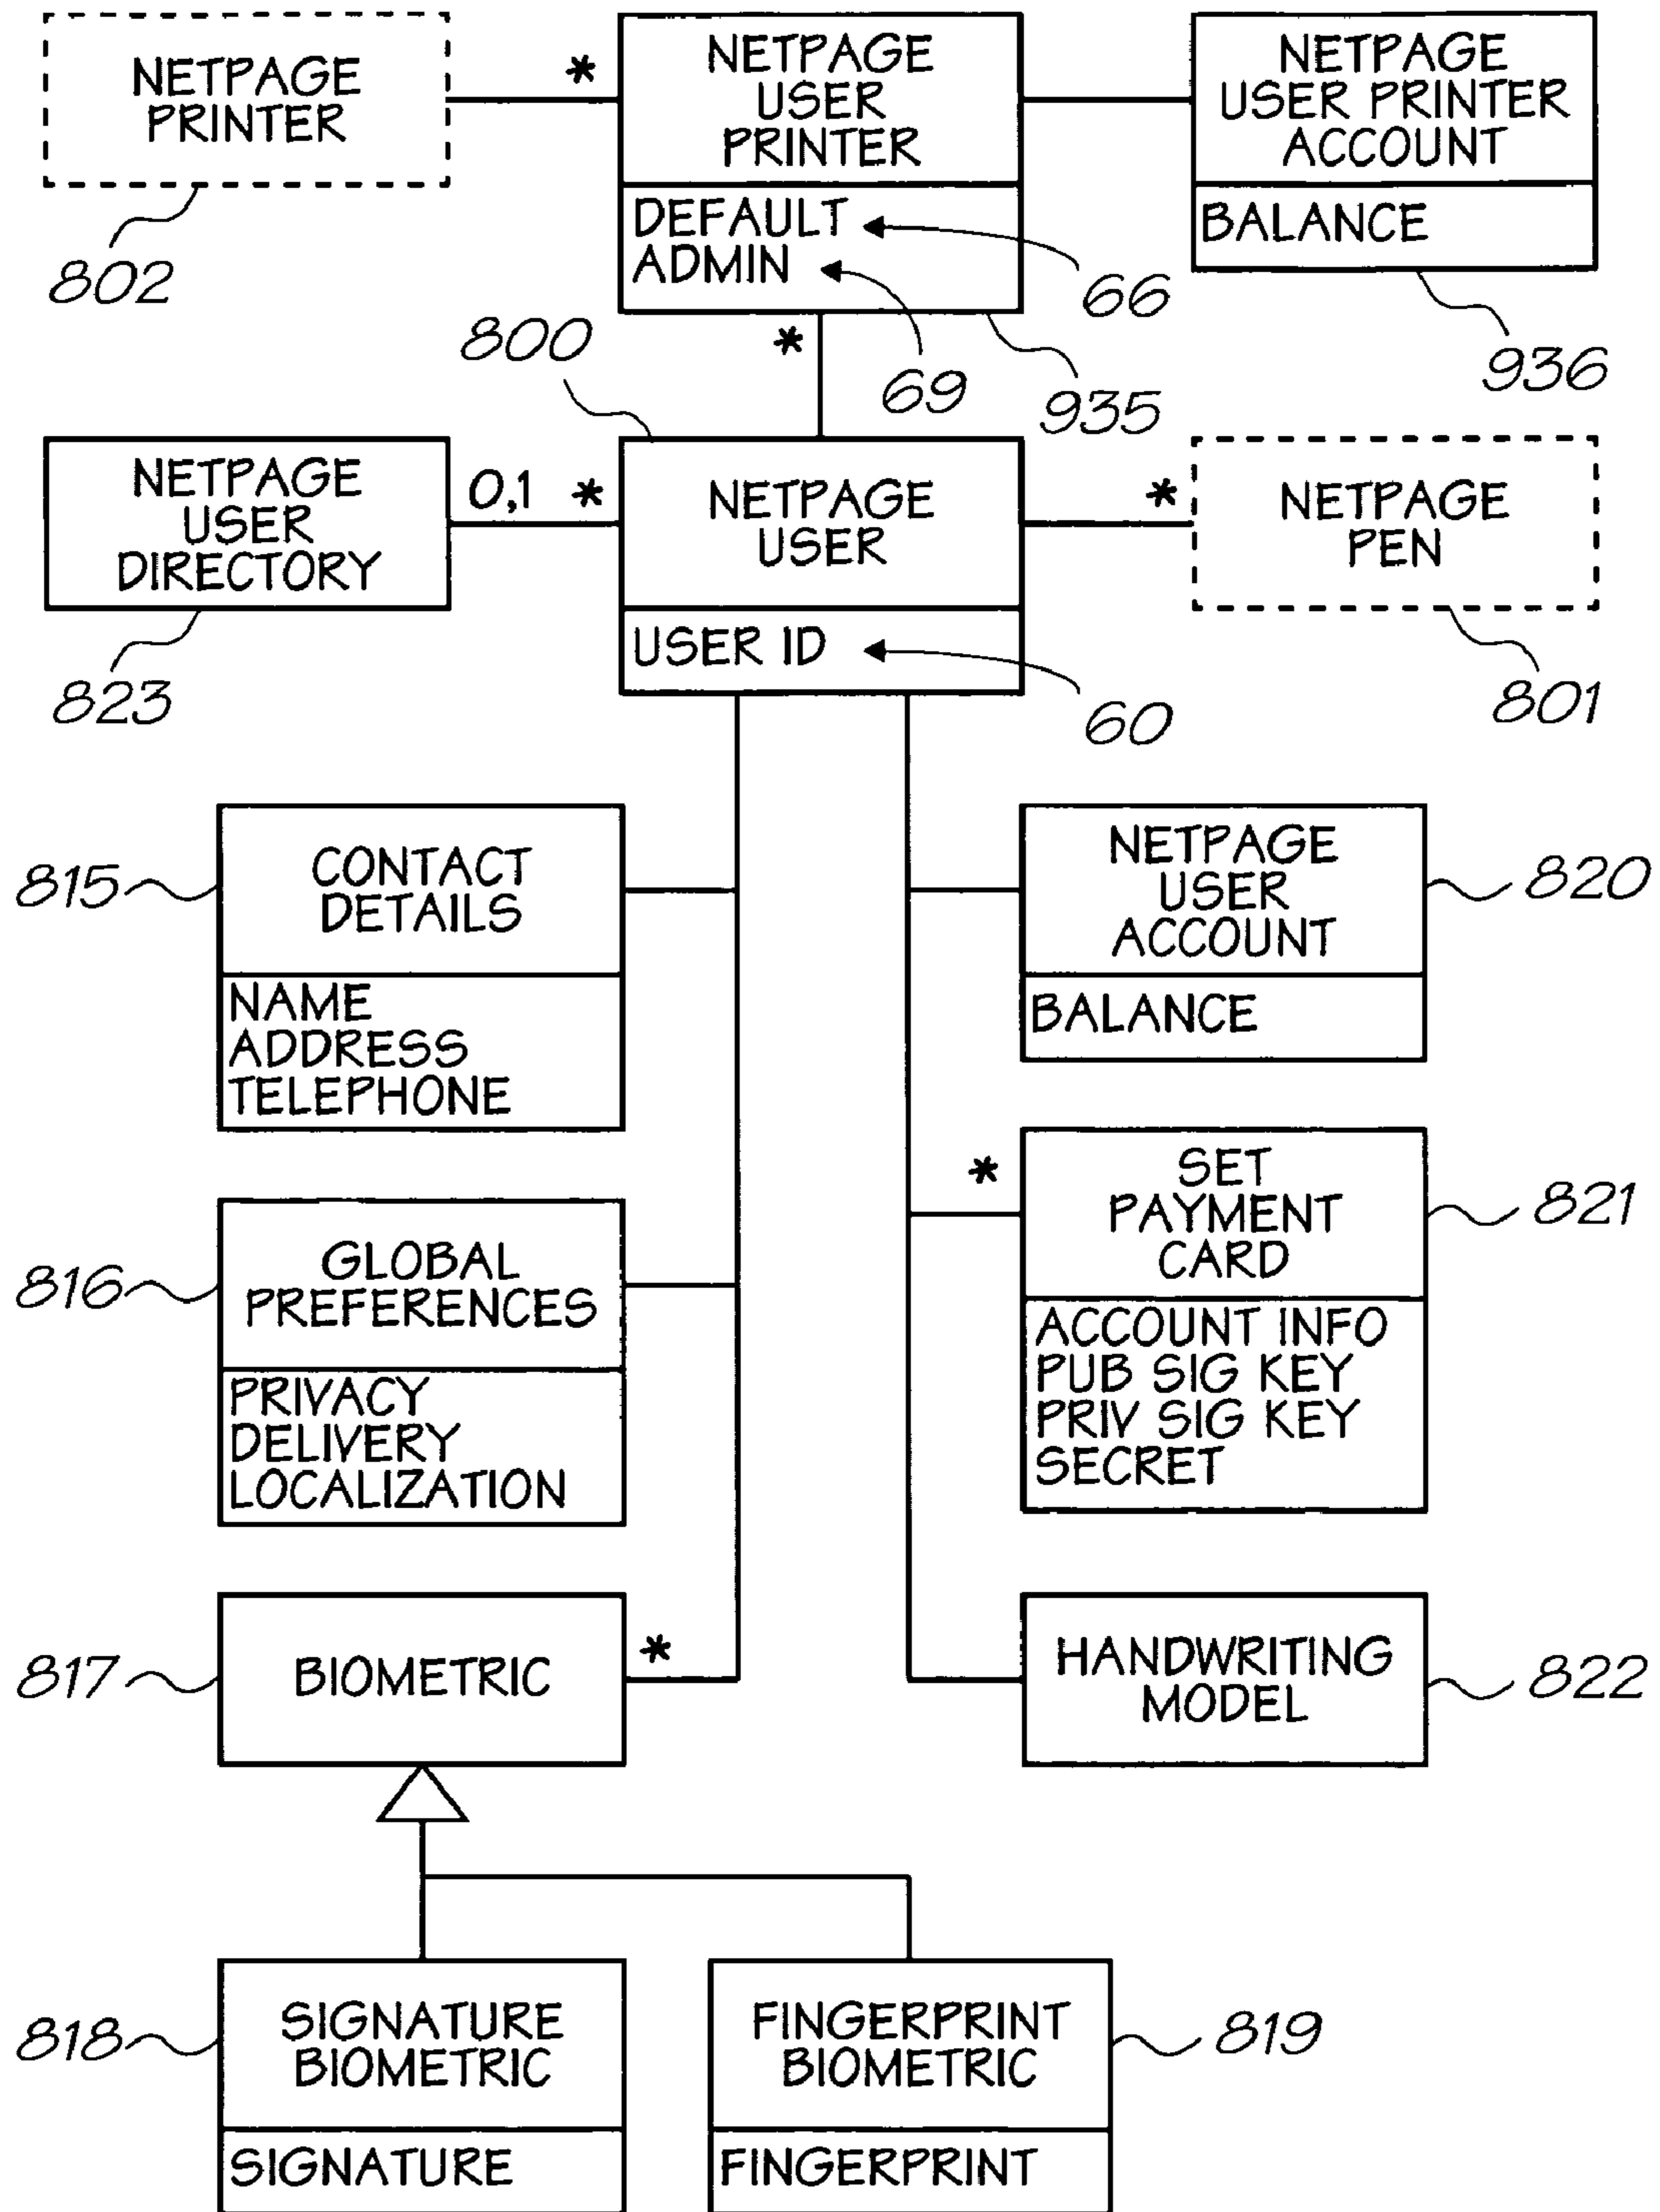 NETPAGE
PRINTER
802
*
NETPAGE
USER
PRINTER
DEFAULT
ADMIN
66
69
935
NETPAGE
USER PRINTER
ACCOUNT
BALANCE
936
*
800
NETPAGE
USER
DIRECTORY
823
0,1 *
NETPAGE
USER
USER ID
60
*
NETPAGE
PEN
801
815
CONTACT
DETAILS
NAME
ADDRESS
TELEPHONE
NETPAGE
USER
ACCOUNT
BALANCE
820
816
GLOBAL
PREFERENCES
PRIVACY
DELIVERY
LOCALIZATION
*
SET
PAYMENT
CARD
ACCOUNT INFO
PUB SIG KEY
PRIV SIG KEY
SECRET
821
817
BIOMETRIC
*
HANDWRITING
MODEL
822
818
SIGNATURE
BIOMETRIC
SIGNATURE
FINGERPRINT
BIOMETRIC
FINGERPRINT
819